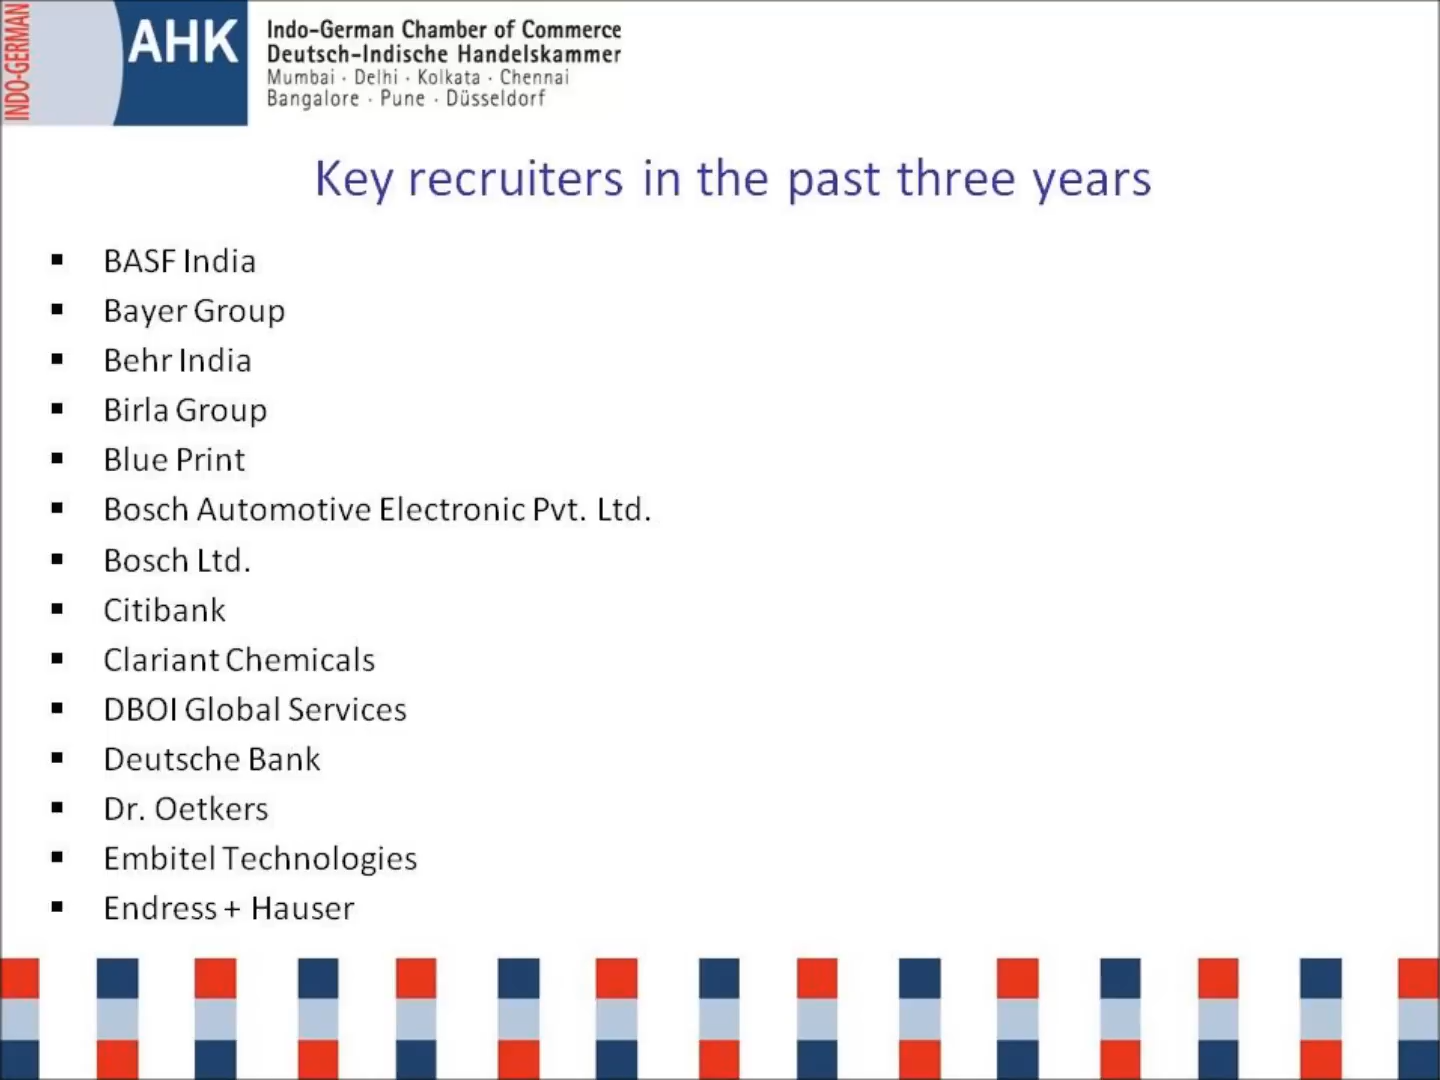 INDO-GERMAN
AHK
Indo-German Chamber of Commerce
Deutsch-Indische Handelskammer
Mumbai · Delhi · Kolkata · Chennai
Bangalore · Pune · Düsseldorf
Key recruiters in the past three years
▪ BASF India
▪ Bayer Group
▪ Behr India
▪ Birla Group
▪ Blue Print
▪ Bosch Automotive Electronic Pvt. Ltd.
▪ Bosch Ltd.
▪ Citibank
▪ Clariant Chemicals
▪ DBOI Global Services
▪ Deutsche Bank
▪ Dr. Oetkers
▪ Embitel Technologies
▪ Endress + Hauser